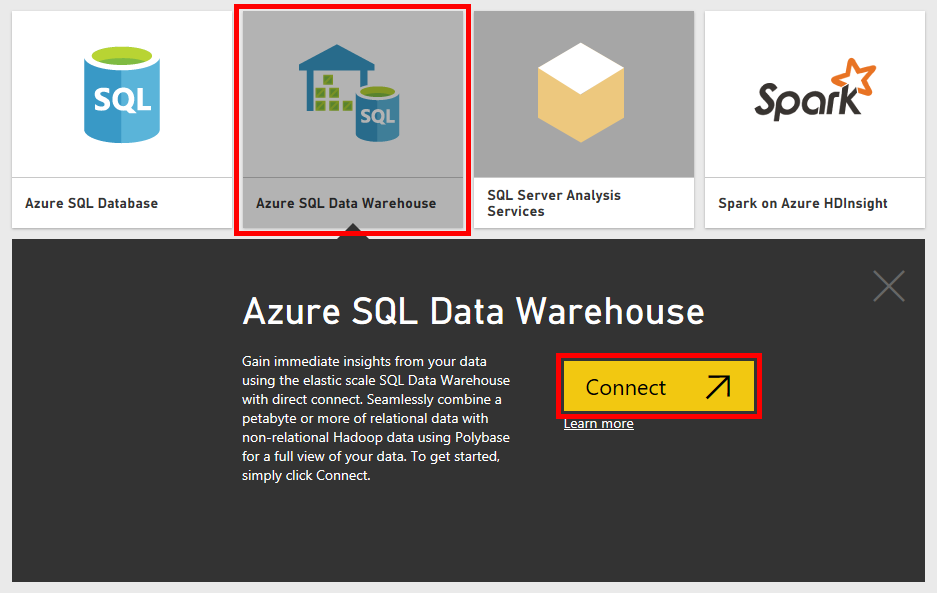 SQL
SQL
Spark
Azure SQL Database
Azure SQL Data Warehouse
SQL Server Analysis
Services
Spark on Azure HDInsight
Azure SQL Data Warehouse
Gain immediate insights from your data
using the elastic scale SQL Data Warehouse
with direct connect. Seamlessly combine a
petabyte or more of relational data with
non-relational Hadoop data using Polybase
for a full view of your data. To get started,
simply click Connect.
Connect
Learn more